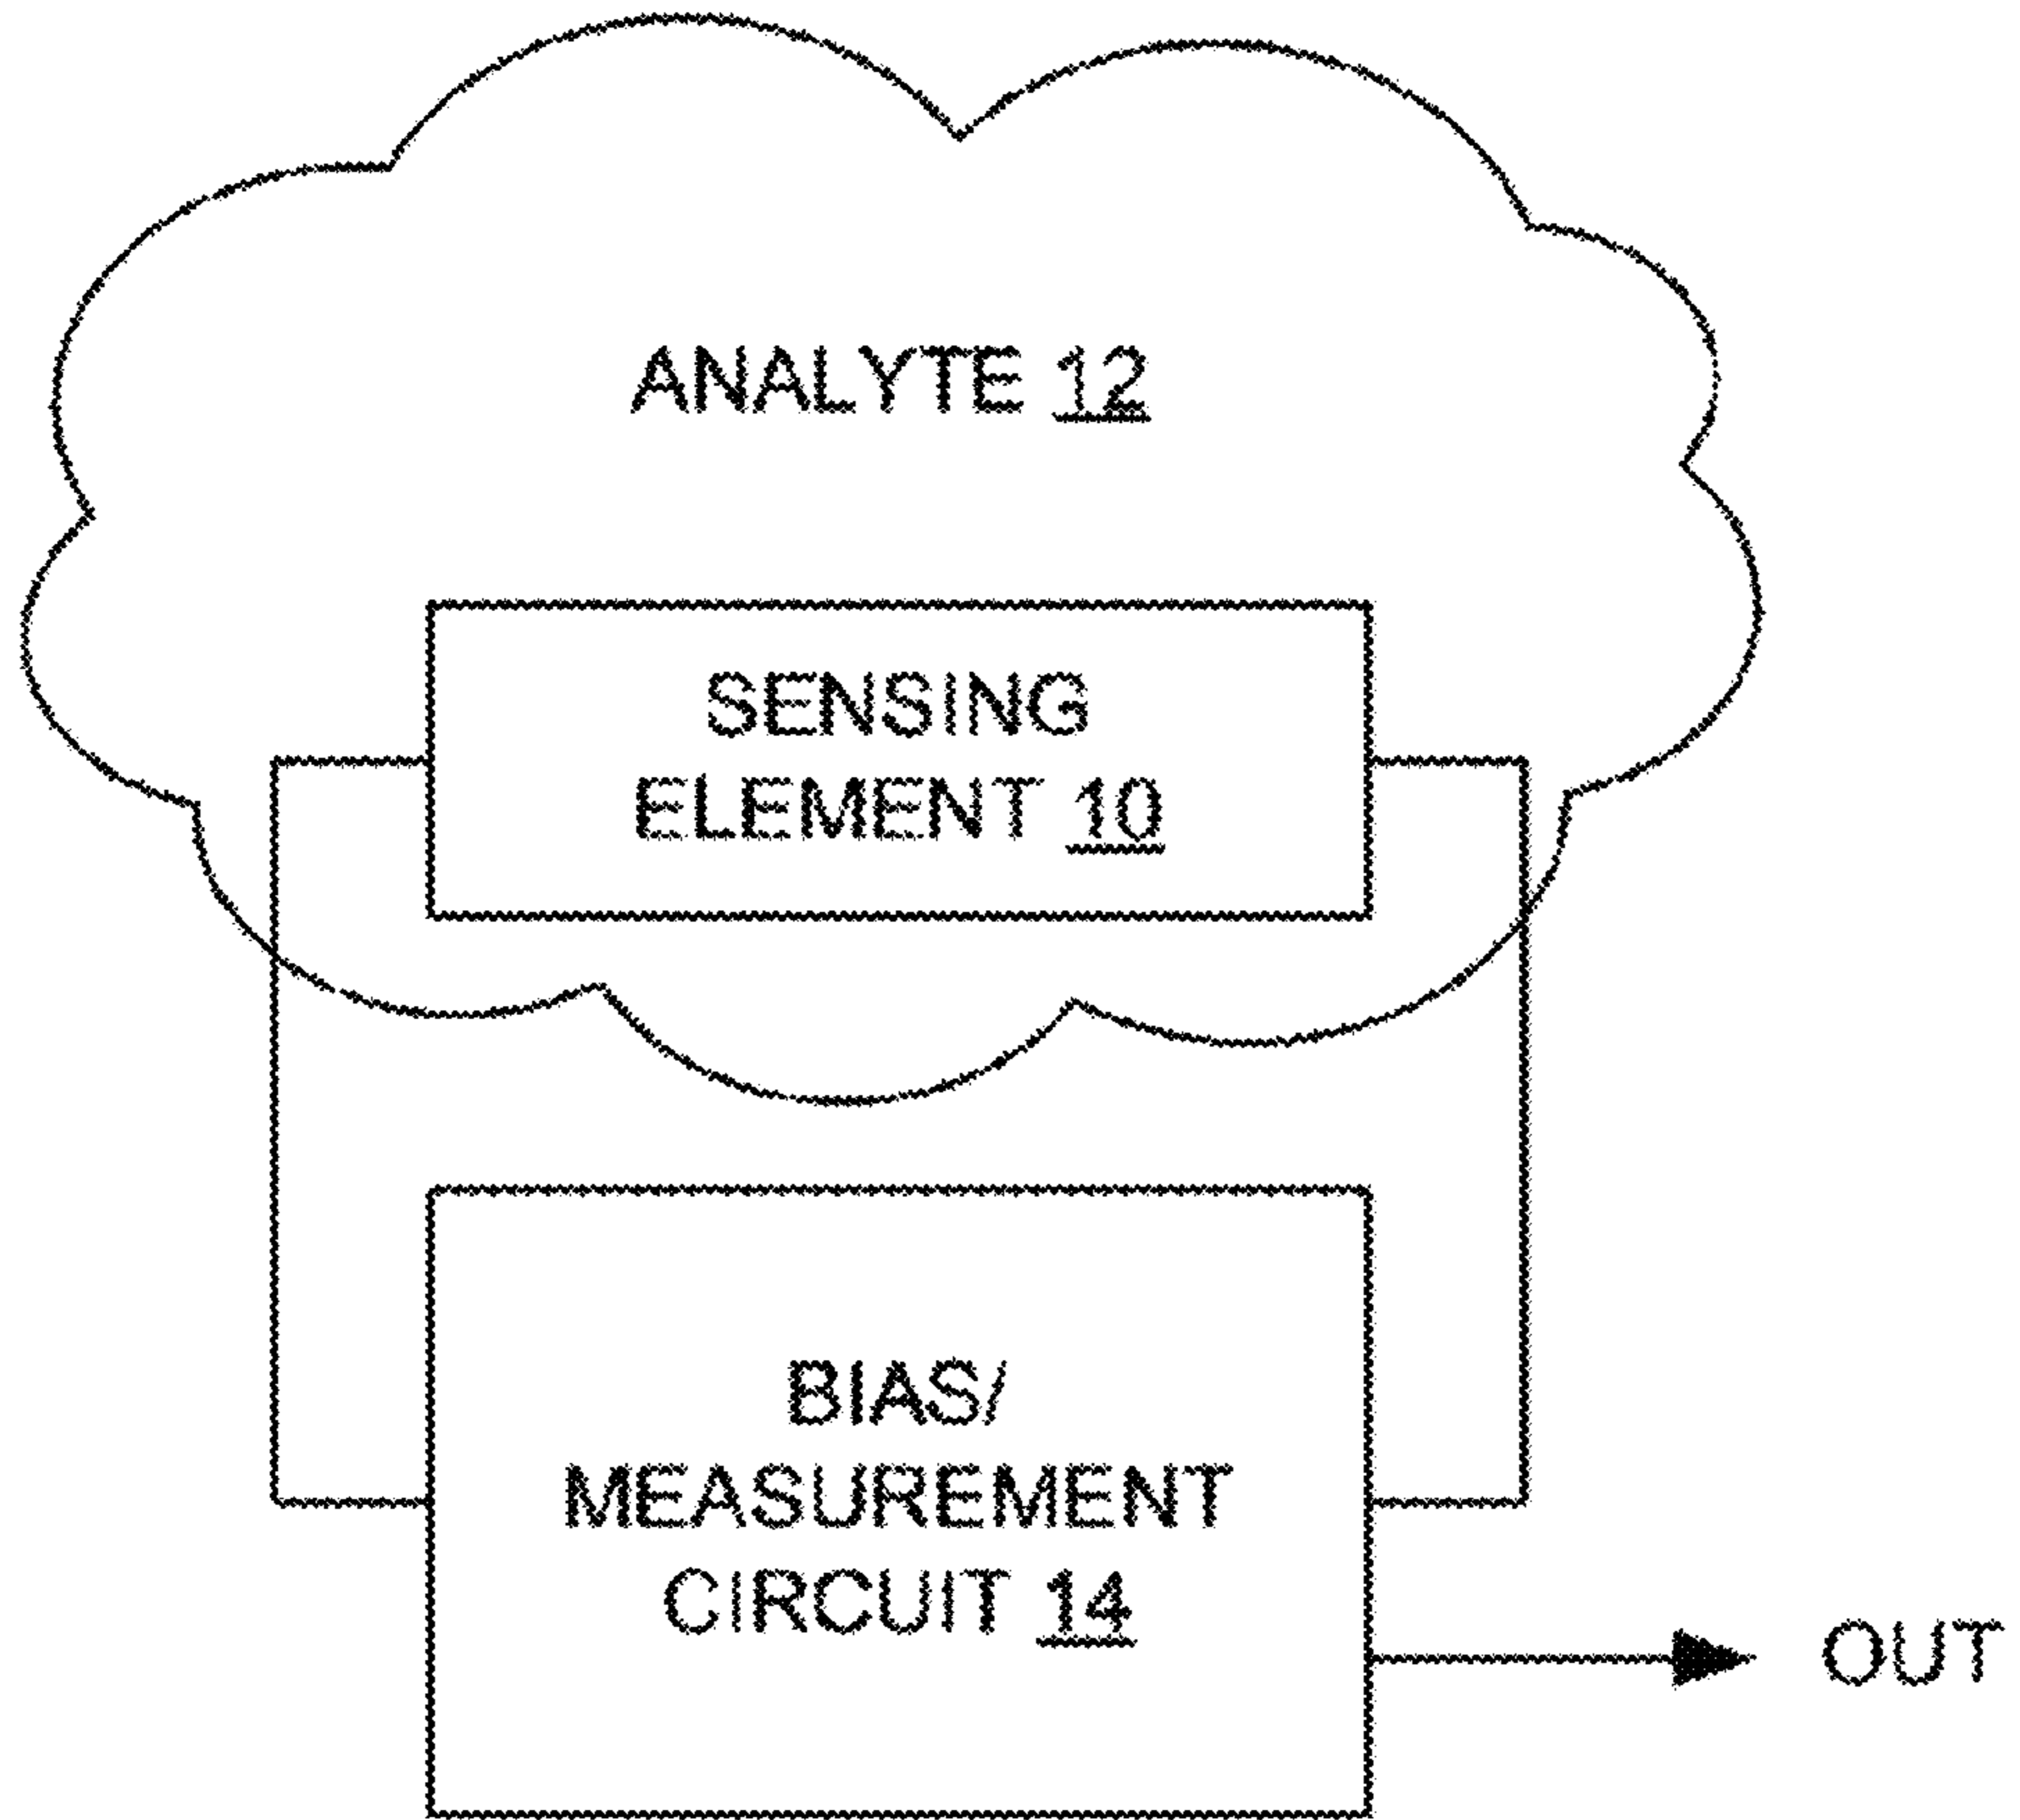 ANALYTE 12
SENSING
ELEMENT 10
BIAS/
MEASUREMENT
CIRCUIT 14
OUT